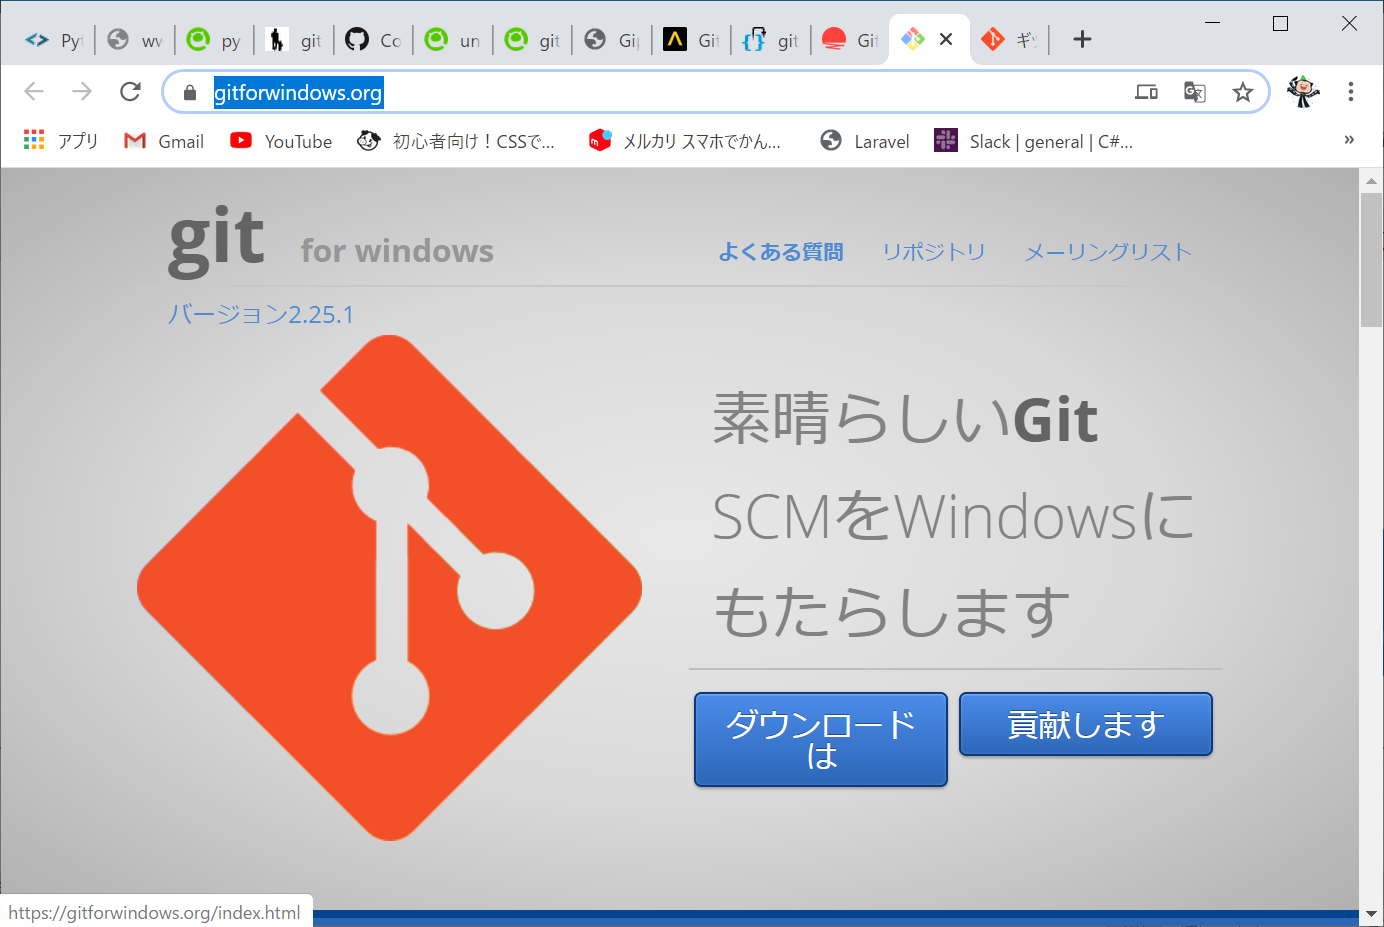 Py
ww
py
git
Co
un
git
Gi
Git
git
Git
ギ
gitforwindows.org
アプリ
Gmail
YouTube
初心者向け！CSSで...
メルカリ スマホでかん...
Laravel
Slack | general | C#...
»
git for windows
よくある質問
リポジトリ
メーリングリスト
バージョン2.25.1
素晴らしいGit
SCMをWindowsに
もたらします
ダウンロード
は
貢献します
https://gitforwindows.org/index.html